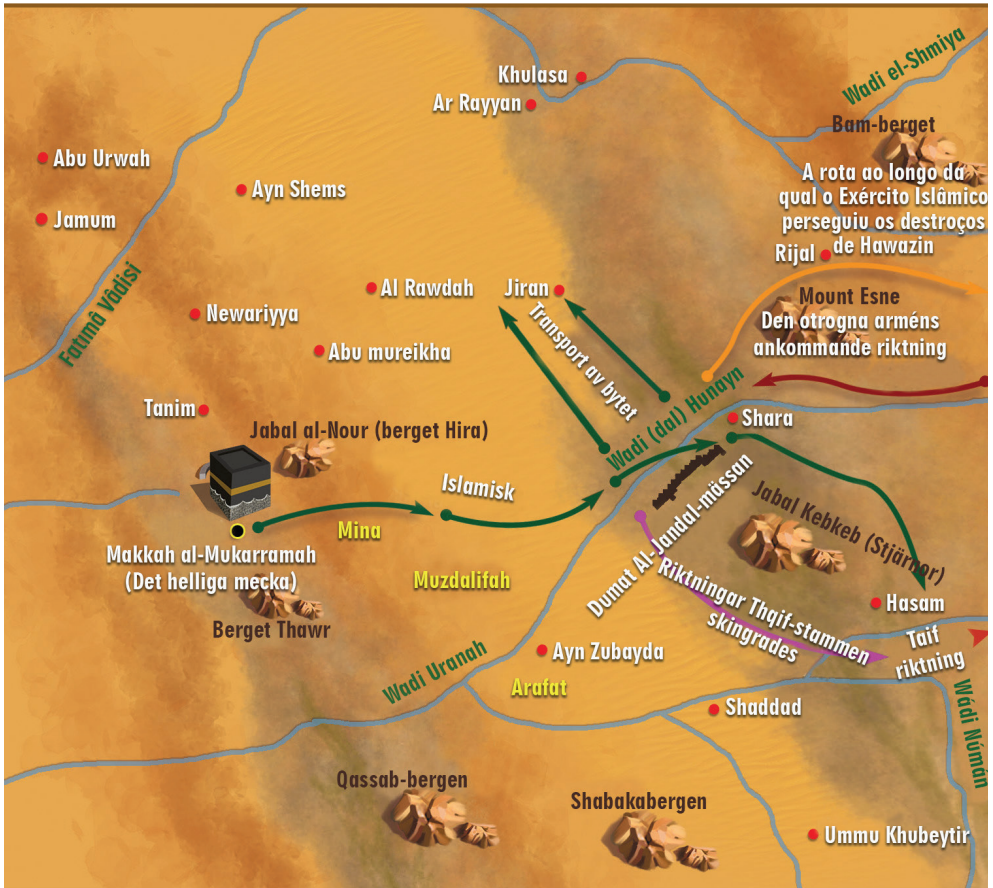 Wadi el-Shmiya
Khulasa
Ar Rayyan
Bam-berget
Abu Urwah
A rota ao longo da
qual o Exército Islâmico
perseguiu os destroços
de Hawazin
Ayn Shems
Jamum
Rijal
Fatımâ Vâdisi
Al Rawdah
Jiran
Mount Esne
Newariyya
Den otrogna arméns
ankommande riktning
Transport av bytet
Abu mureikha
Wadi (dal) Hunayn
Tanim
Shara
Jabal al-Nour (berget Hira)
Islamisk
Jabal Kebkeb (Stjärnor)
Mina
Dumat Al-Jandal-mässan
Makkah al-Mukarramah
(Det helliga mecka)
Muzdalifah
Riktningar Thqif-stammen
skingrades
Hasam
Berget Thawr
Taif
riktning
Ayn Zubayda
Wadi Uranah
Arafat
Shaddad
Wádi Númán
Qassab-bergen
Shabakabergen
Ummu Khubeytir